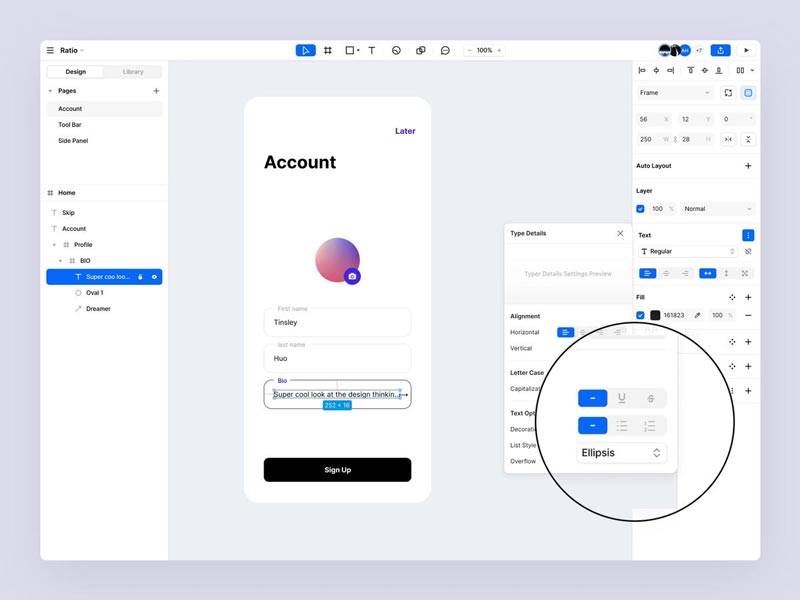 Ratio
100%
AH
+7
Design
Library
Pages
Account
Tool Bar
Side Panel
Home
Skip
Account
Profile
BIO
Super coo loo...
Oval 1
Dreamer
Later
Account
First name
Tinsley
last name
Huo
Bio
Super cool look at the design thinkin...
252 × 16
Sign Up
Type Details
Typer Details Settings Preview
Alignment
Horizontal
Vertical
Letter Case
Text Opt
List Style
Overflow
Ellipsis
Frame
56 X
12 Y
0 °
250 W
28 H
Auto Layout
Layer
100 %
Normal
Text
Regular
Fill
161823
100 %